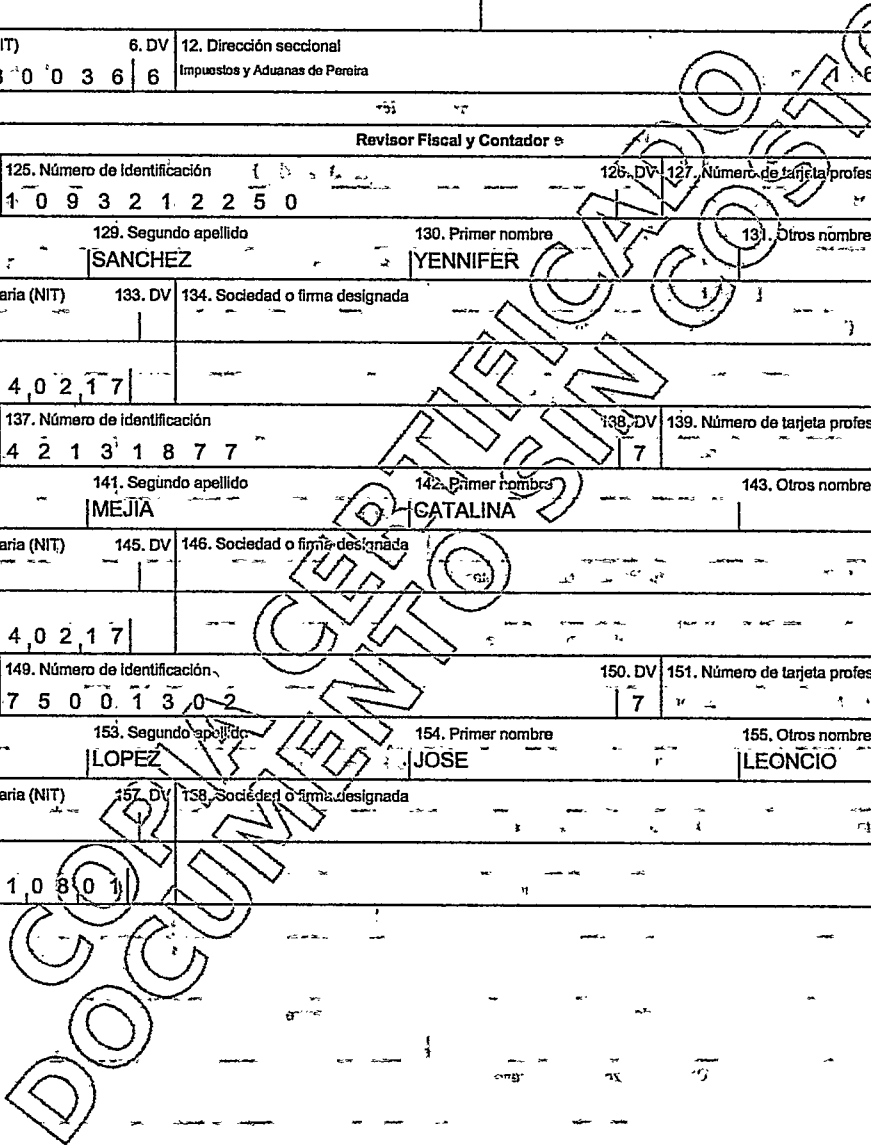 IT) 6. DV 12. Dirección seccional
3 0 0 3 6 6 Impuestos y Aduanas de Pereira 1 6
Revisor Fiscal y Contador
125. Número de identificación 126. DV 127. Número de tarjeta profes
1 0 9 3 2 1 2 2 5 0
129. Segundo apellido 130. Primer nombre 131. Otros nombre
SANCHEZ YENNIFER
aria (NIT) 133. DV 134. Sociedad o firma designada
4 0 2 1 7
137. Número de identificación 138. DV 139. Número de tarjeta profes
4 2 1 3 1 8 7 7 7
141. Segundo apellido 142. Primer nombre 143. Otros nombre
MEJIA CATALINA
aria (NIT) 145. DV 146. Sociedad o firma designada
4 0 2 1 7
149. Número de identificación 150. DV 151. Número de tarjeta profes
7 5 0 0 1 3 0 2 7
153. Segundo apellido 154. Primer nombre 155. Otros nombre
LOPEZ JOSE LEONCIO
aria (NIT) 157. DV 158. Sociedad o firma designada
1 0 8 0 1
COPIA CERTIFICADO
DOCUMENTO SIN COSTO